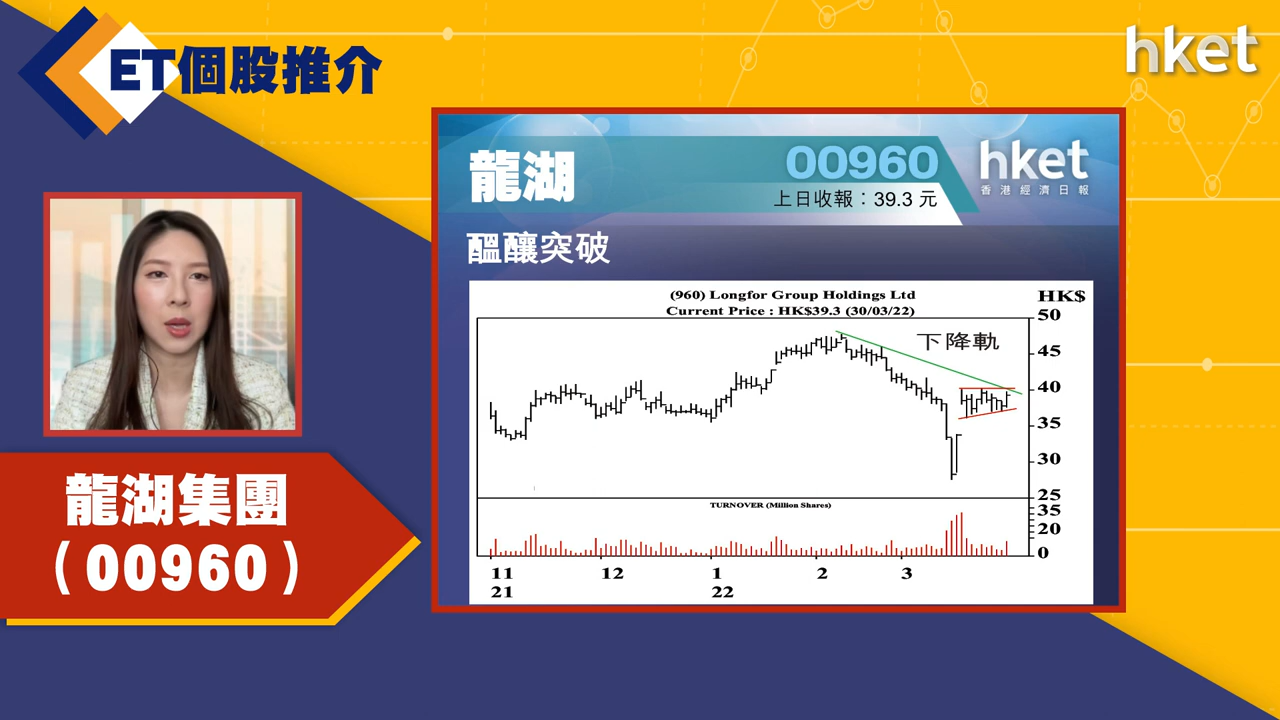 ET個股推介
hket
龍湖
00960
hket
香港經濟日報
上日收報：39.3 元
醞釀突破
(960) Longfor Group Holdings Ltd
Current Price : HK$39.3 (30/03/22)
HK$
下降軌
50
45
40
35
30
25
TURNOVER (Million Shares)
35
20
0
11 12 1 2 3
21 22
龍湖集團
（00960）